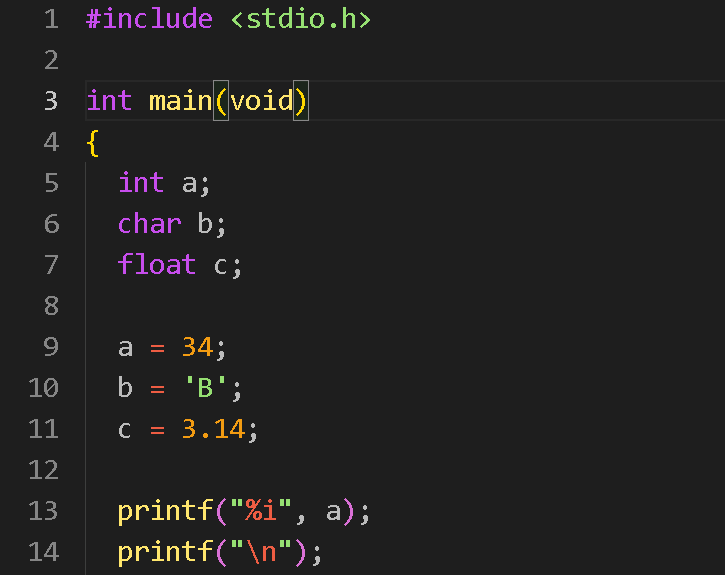 1 #include <stdio.h>
2
3 int main(void)
4 {
5   int a;
6   char b;
7   float c;
8
9   a = 34;
10   b = 'B';
11   c = 3.14;
12
13   printf("%i", a);
14   printf("\n");